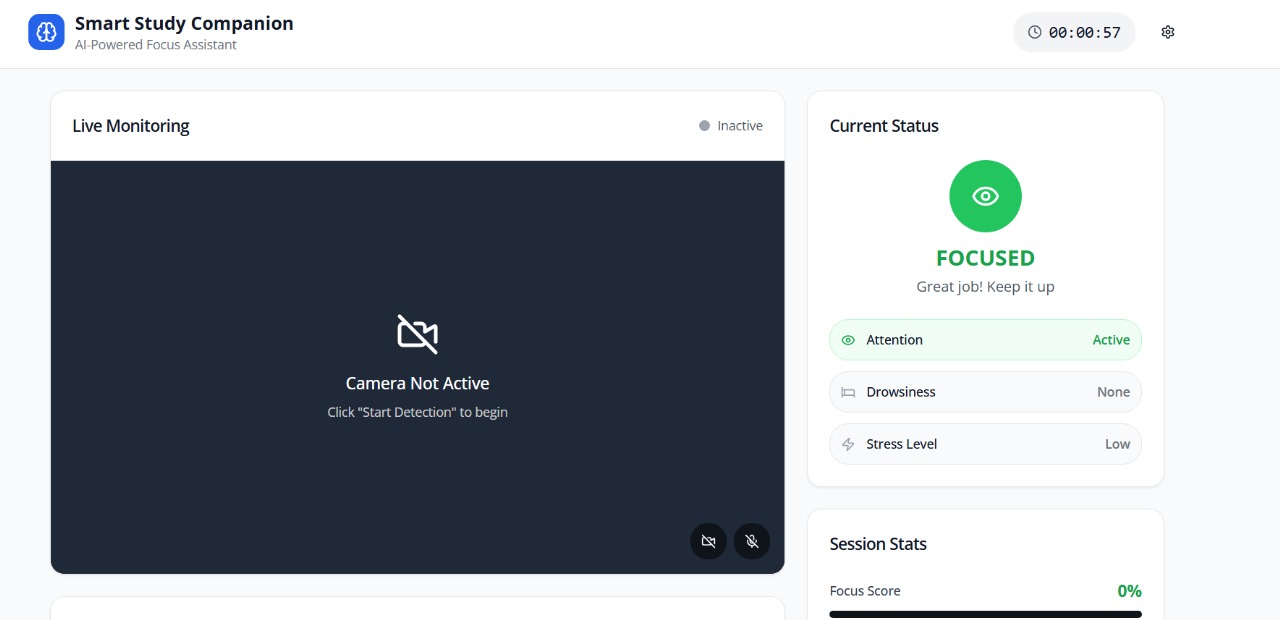 Smart Study Companion
AI-Powered Focus Assistant
00:00:57
Live Monitoring
Inactive
Camera Not Active
Click "Start Detection" to begin
Current Status
FOCUSED
Great job! Keep it up
Attention Active
Drowsiness None
Stress Level Low
Session Stats
Focus Score 0%